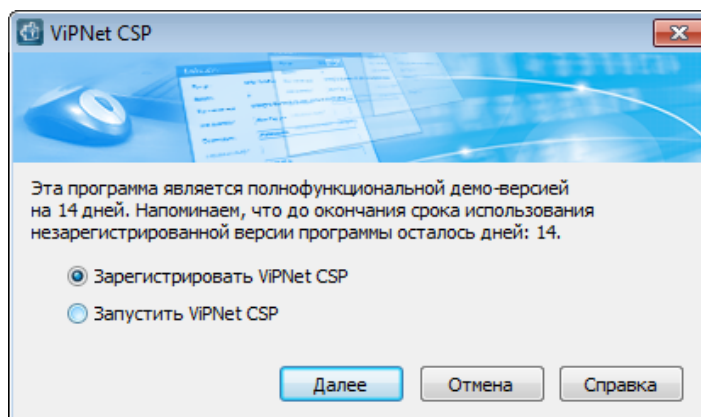 ViPNet CSP
Эта программа является полнофункциональной демо-версией
на 14 дней. Напоминаем, что до окончания срока использования
незарегистрированной версии программы осталось дней: 14.
Зарегистрировать ViPNet CSP
Запустить ViPNet CSP
Далее
Отмена
Справка